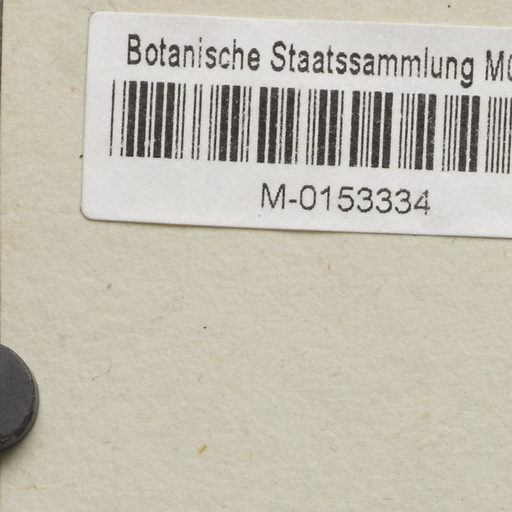 Botanische Staatssammlung
M-0153334